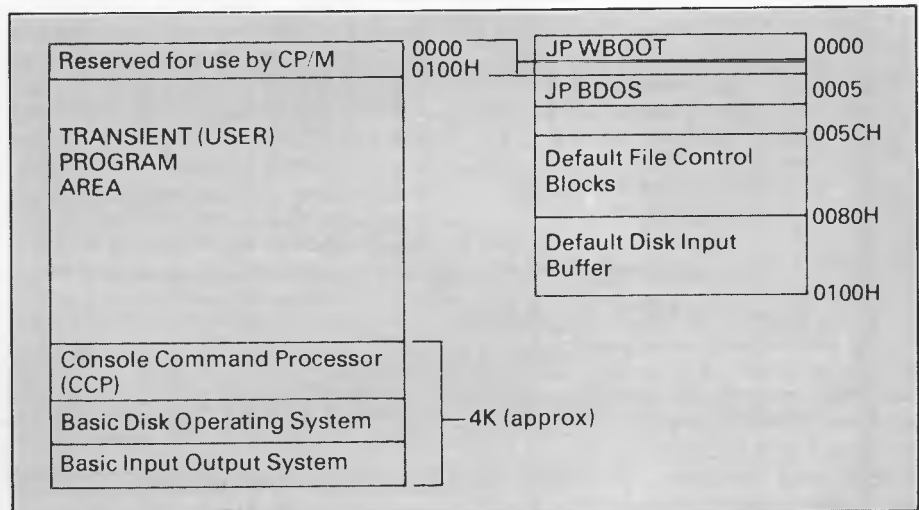 Reserved for use by CP/M
0000
0100H
TRANSIENT (USER)
PROGRAM
AREA
Console Command Processor
(CCP)
Basic Disk Operating System
Basic Input Output System
4K (approx)
JP WBOOT
0000
JP BDOS
0005
005CH
Default File Control
Blocks
0080H
Default Disk Input
Buffer
0100H